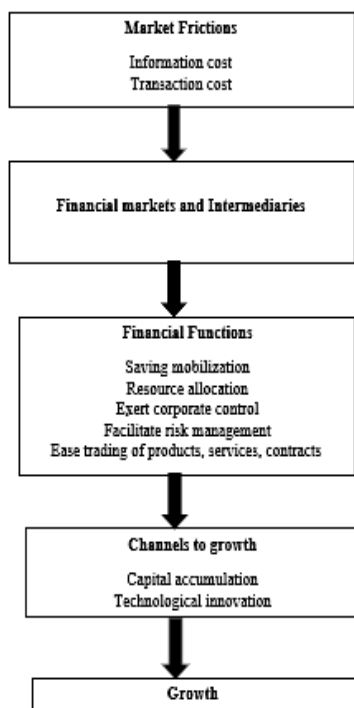 Market Frictions
Information cost
Transaction cost
Financial markets and Intermediaries
Financial Functions
Saving mobilization
Resource allocation
Exert corporate control
Facilitate risk management
Ease trading of products, services, contracts
Channels to growth
Capital accumulation
Technological innovation
Growth